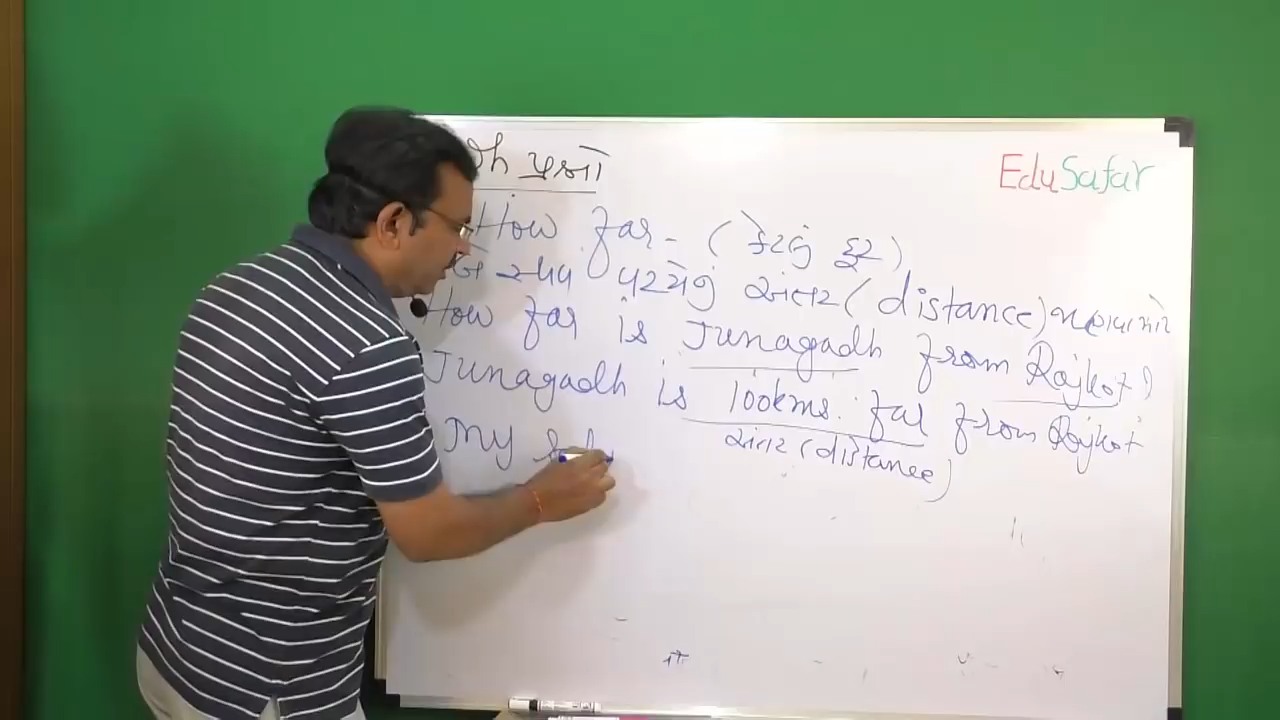 EduSafar
Wh પ્રશ્નો
How far - (કેટલું દૂર)
બે સ્થળ વચ્ચેનું અંતર (distance)
How far is Junagadh from Rajkot?
Junagadh is 100kms. far from Rajkot
અંતર (distance)
My